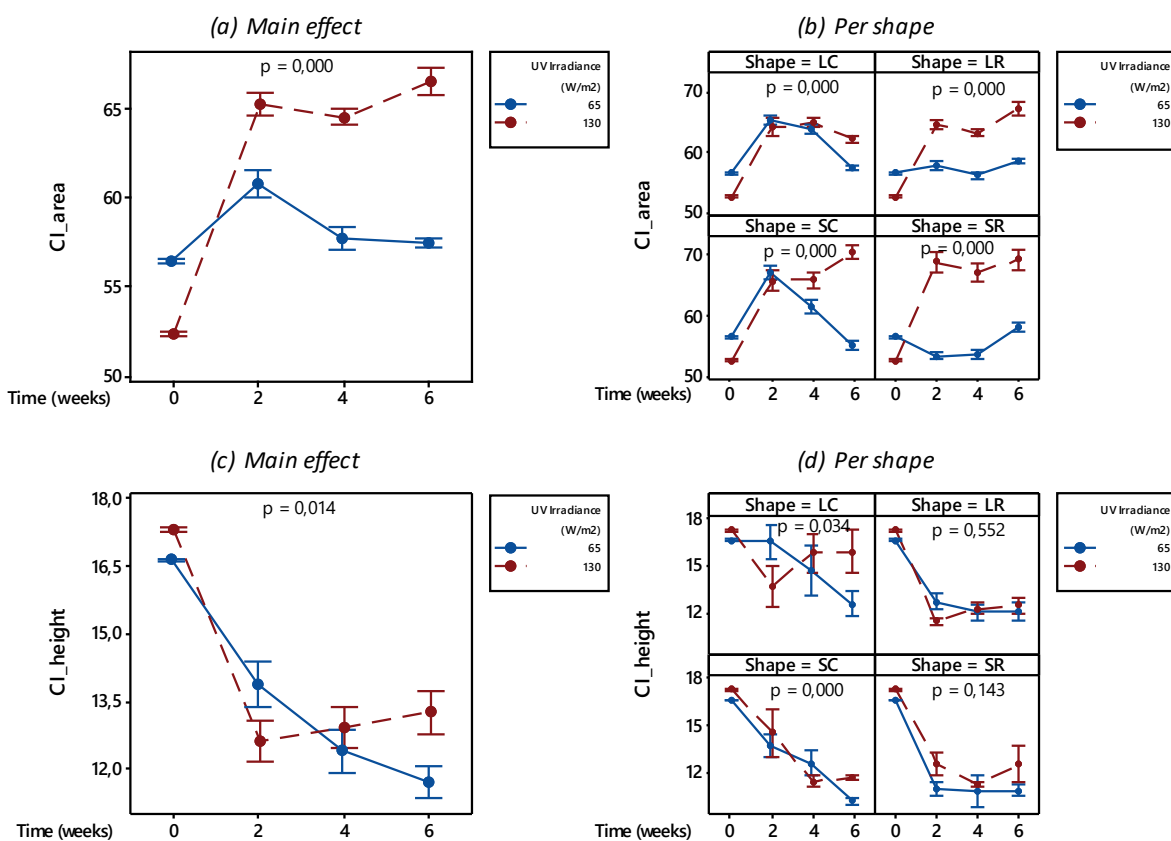 (a) Main effect
p = 0,000
UV Irradiance
(W/m2)
65
130
CI_area
65
60
55
50
Time (weeks)
0 2 4 6
(b) Per shape
Shape = LC
Shape = LR
p = 0,000
p = 0,000
Shape = SC
Shape = SR
p = 0,000
p = 0,000
UV Irradiance
(W/m2)
65
130
CI_area
70
60
50
70
60
50
Time (weeks)
0 2 4 6
0 2 4 6
(c) Main effect
p = 0,014
UV Irradiance
(W/m2)
65
130
CI_height
18,0
16,5
15,0
13,5
12,0
Time (weeks)
0 2 4 6
(d) Per shape
Shape = LC
Shape = LR
p = 0,034
p = 0,552
Shape = SC
Shape = SR
p = 0,000
p = 0,143
UV Irradiance
(W/m2)
65
130
CI_height
18
15
12
18
15
12
Time (weeks)
0 2 4 6
0 2 4 6